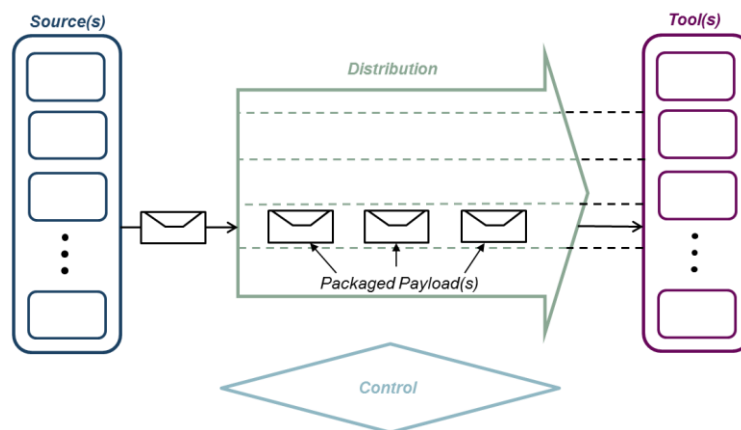 Source(s)
Tool(s)
Distribution
Packaged Payload(s)
Control